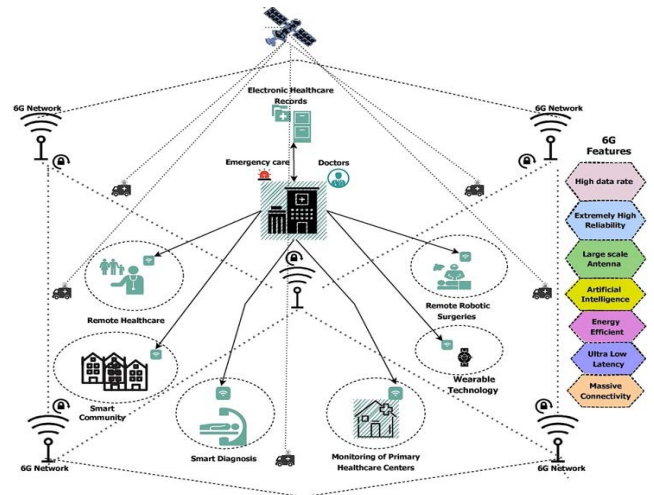 6G Network
6G Network
Electronic Healthcare
Records
Emergency care
Doctors
6G
Features
High data rate
Extremely High
Reliability
Large scale
Antenna
Artificial
Intelligence
Energy
Efficient
Ultra Low
Latency
Massive
Connectivity
Remote Healthcare
Remote Robotic
Surgeries
Smart
Community
Wearable
Technology
Smart Diagnosis
Monitoring of Primary
Healthcare Centers
6G Network
6G Network